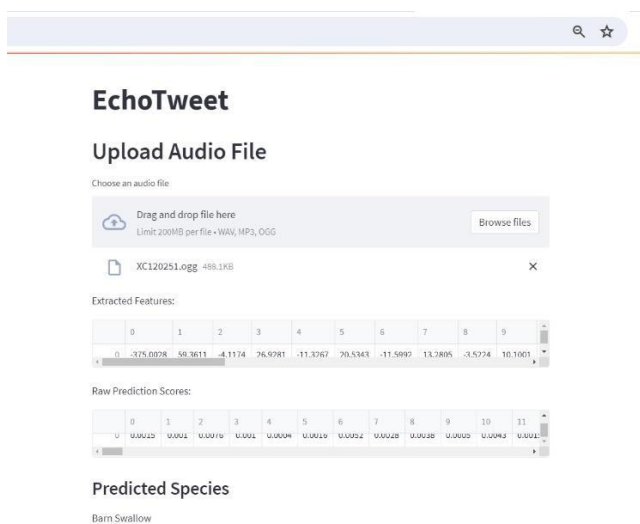 EchoTweet
Upload Audio File
Choose an audio file
Drag and drop file here
Limit 200MB per file • WAV, MP3, OGG
Browse files
XC120251.ogg 488.1KB
Extracted Features:
0 1 2 3 4 5 6 7 8 9
0 -375.0028 59.3611 -4.1174 26.9281 -11.3267 20.5343 -11.5992 13.2805 -3.5224 10.1001
Raw Prediction Scores:
0 1 2 3 4 5 6 7 8 9 10 11
0 0.0015 0.001 0.0076 0.001 0.0004 0.0016 0.0052 0.0028 0.0038 0.0005 0.0043
Predicted Species
Barn Swallow